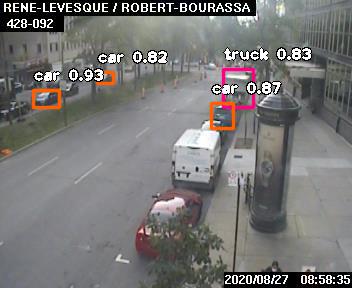 RENE-LEVESQUE / ROBERT-BOURASSA
428-092
car 0.82
truck 0.83
car 0.93
car 0.87
2020/08/27 08:58:35